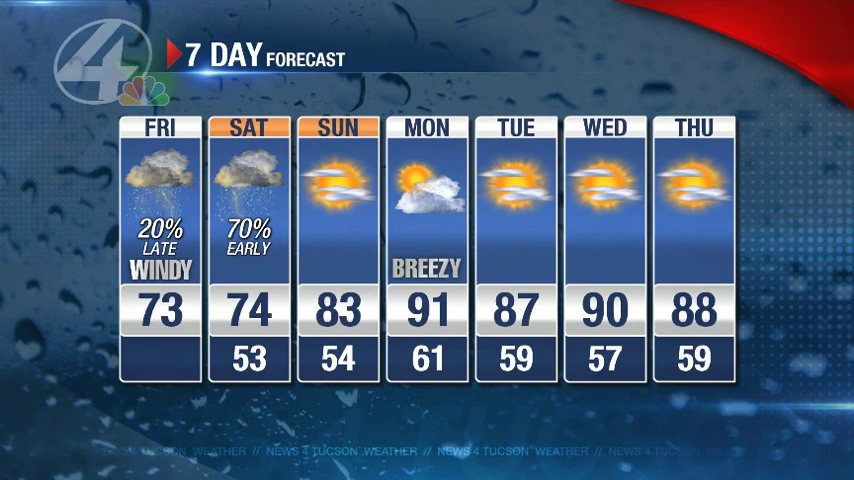 4
7 DAY FORECAST
FRI SAT SUN MON TUE WED THU
20% 70%
LATE EARLY
WINDY BREEZY
73 74 83 91 87 90 88
53 54 61 59 57 59
WEATHER // NEWS 4 TUCSON WEATHER // NEWS 4 TUCSON WEATHER // NEWS 4 TUCSON